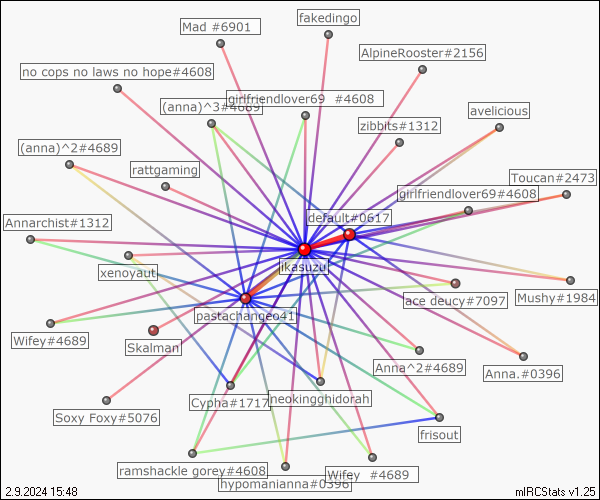 fakedingo
Mad #6901
AlpineRooster#2156
no cops no laws no hope#4608
girlfriendlover69 #4608
(anna)^3#4689
avelicious
zibbits#1312
(anna)^2#4689
rattgaming
Toucan#2473
girlfriendlover69#4608
default#0617
Annarchist#1312
jikasuzu
xenoyaut
ace deucy#7097
Mushy#1984
pastachangeo41
Wifey#4689
Skalman
Anna^2#4689
Anna.#0396
neokingghidorah
Cypha#1717
Soxy Foxy#5076
frisout
ramshackle gorey#4608
Wifey #4689
hypomanianna#0396
2.9.2024 15:48
mIRCStats v1.25